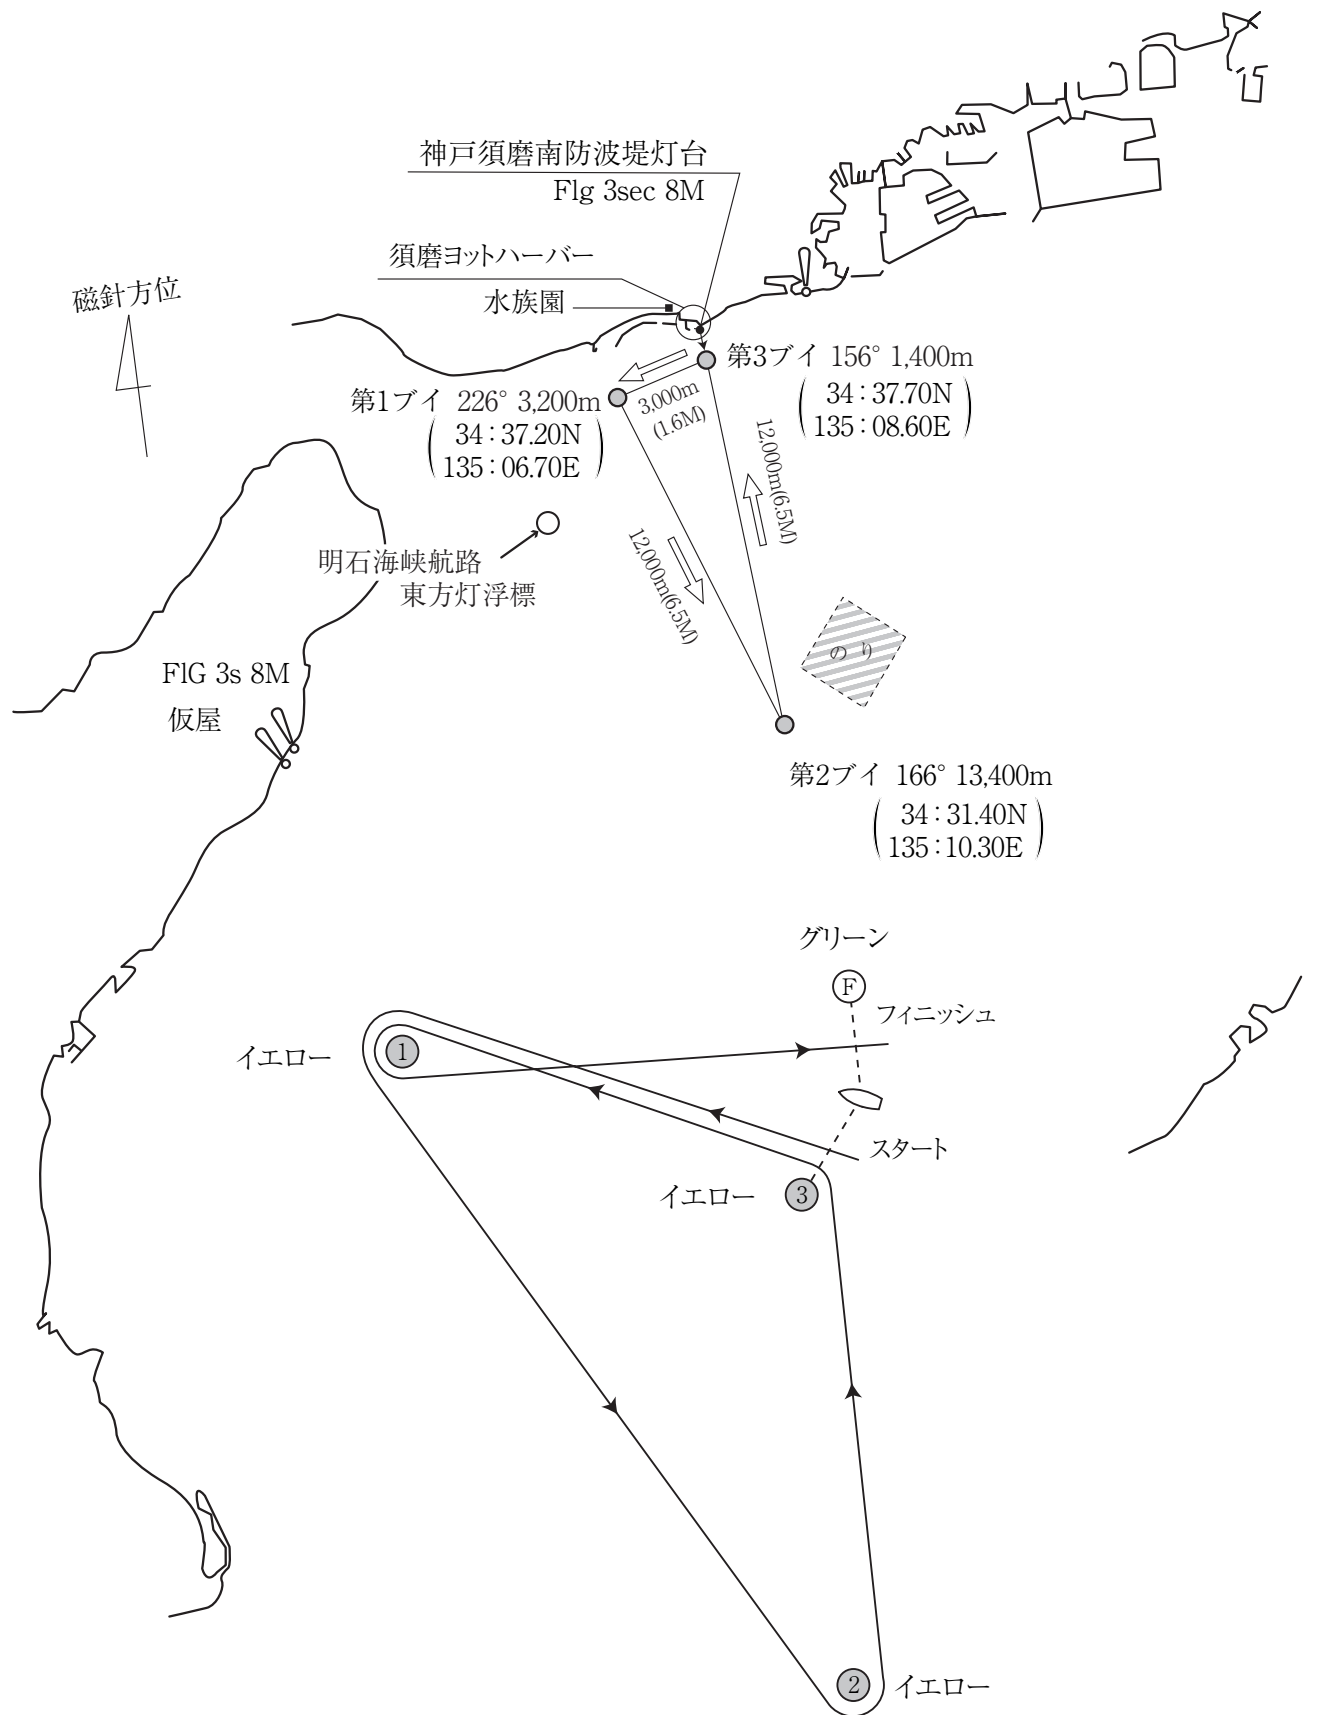 神戸須磨南防波堤灯台
Flg 3sec 8M
須磨ヨットハーバー
水族園
磁針方位
第3ブイ 156° 1,400m
34:37.70N
135:08.60E
第1ブイ 226° 3,200m
34:37.20N
135:06.70E
3,000m
(1.6M)
12,000m(6.5M)
12,000m(6.5M)
明石海峡航路
東方灯浮標
のり
FlG 3s 8M
仮屋
第2ブイ 166° 13,400m
34:31.40N
135:10.30E
グリーン
F
フィニッシュ
イエロー
1
スタート
イエロー
3
2
イエロー